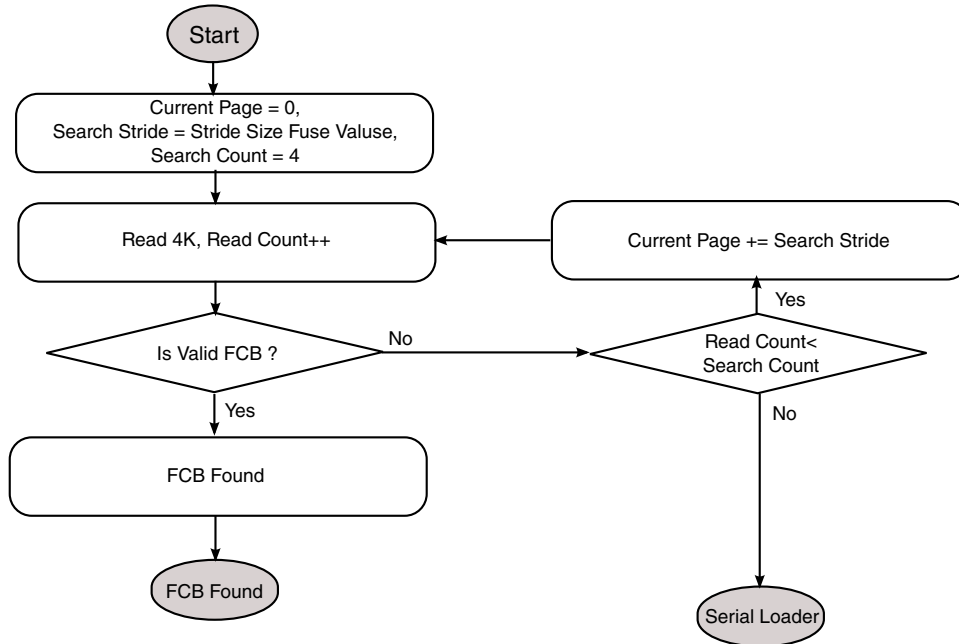 Start
Current Page = 0,
Search Stride = Stride Size Fuse Valuse,
Search Count = 4
Read 4K, Read Count++
Current Page += Search Stride
Yes
Is Valid FCB ?
No
Read Count<
Search Count
Yes
No
FCB Found
FCB Found
Serial Loader